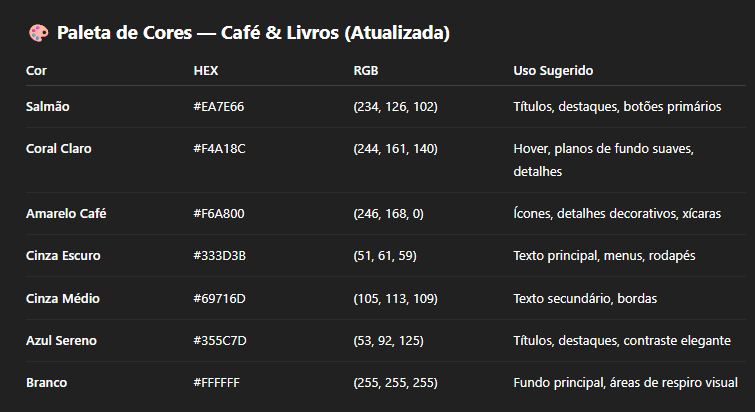 🎨 Paleta de Cores — Café & Livros (Atualizada)
Cor HEX RGB Uso Sugerido
Salmão #EA7E66 (234, 126, 102) Títulos, destaques, botões primários
Coral Claro #F4A18C (244, 161, 140) Hover, planos de fundo suaves,
detalhes
Amarelo Café #F6A800 (246, 168, 0) Ícones, detalhes decorativos, xícaras
Cinza Escuro #333D3B (51, 61, 59) Texto principal, menus, rodapés
Cinza Médio #69716D (105, 113, 109) Texto secundário, bordas
Azul Sereno #355C7D (53, 92, 125) Títulos, destaques, contraste elegante
Branco #FFFFFF (255, 255, 255) Fundo principal, áreas de respiro visual